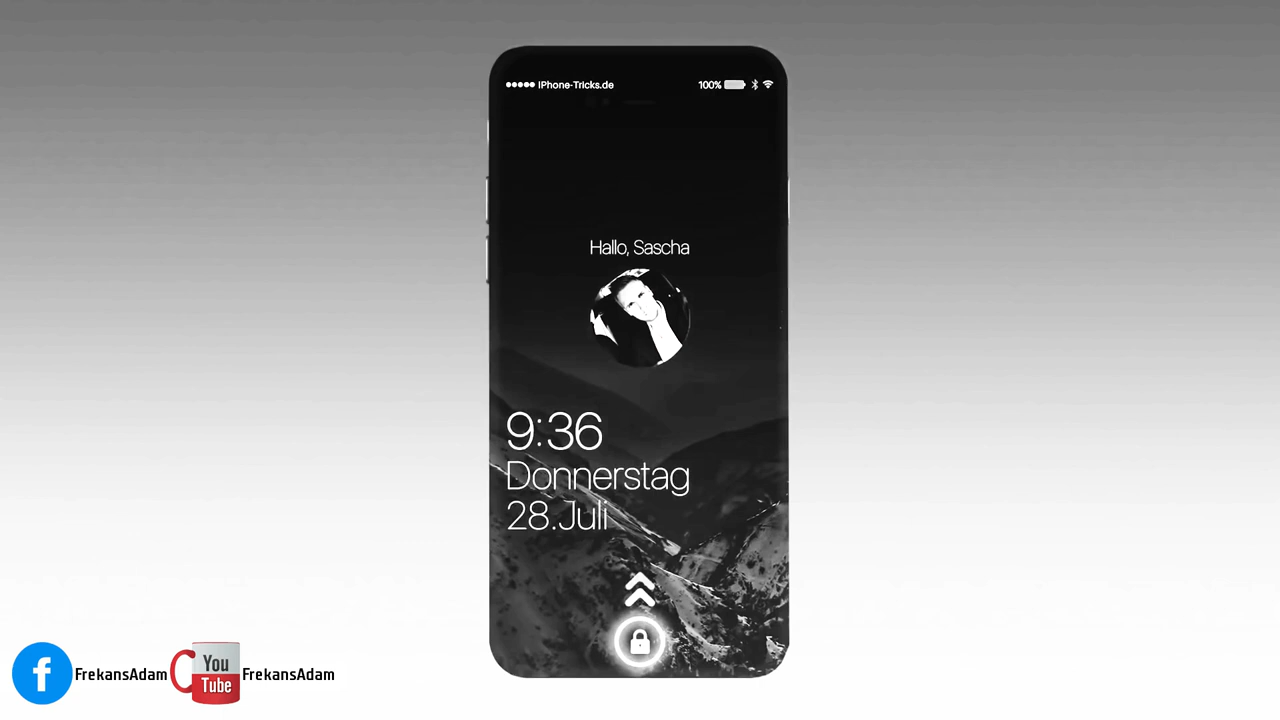 iPhone-Tricks.de
100%
Hallo, Sascha
9:36
Donnerstag
28.Juli
FrekansAdam
You
Tube
FrekansAdam